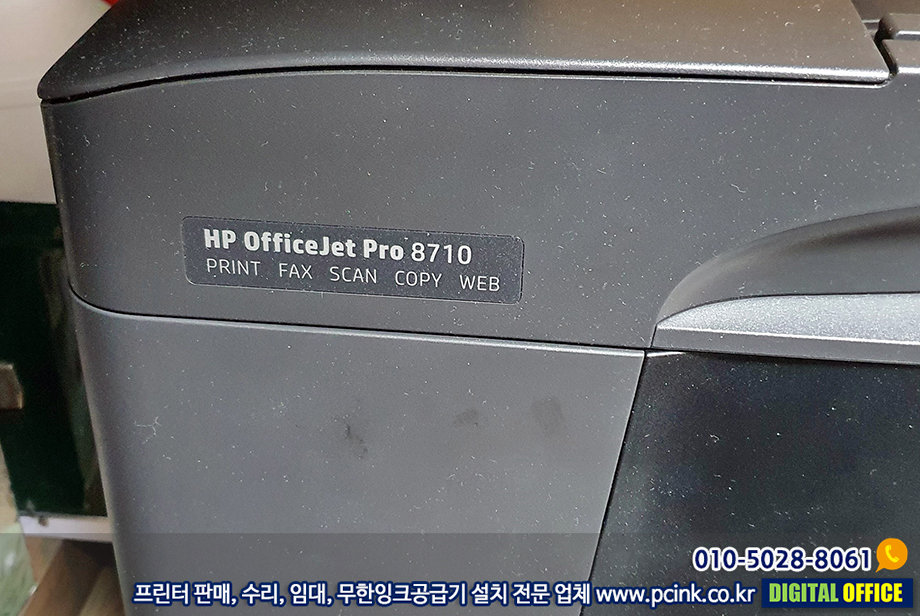 HP OfficeJet Pro 8710
PRINT FAX SCAN COPY WEB
010-5028-8061
프린터 판매, 수리, 임대, 무한잉크공급기 설치 전문 업체 www.pcink.co.kr DIGITAL OFFICE